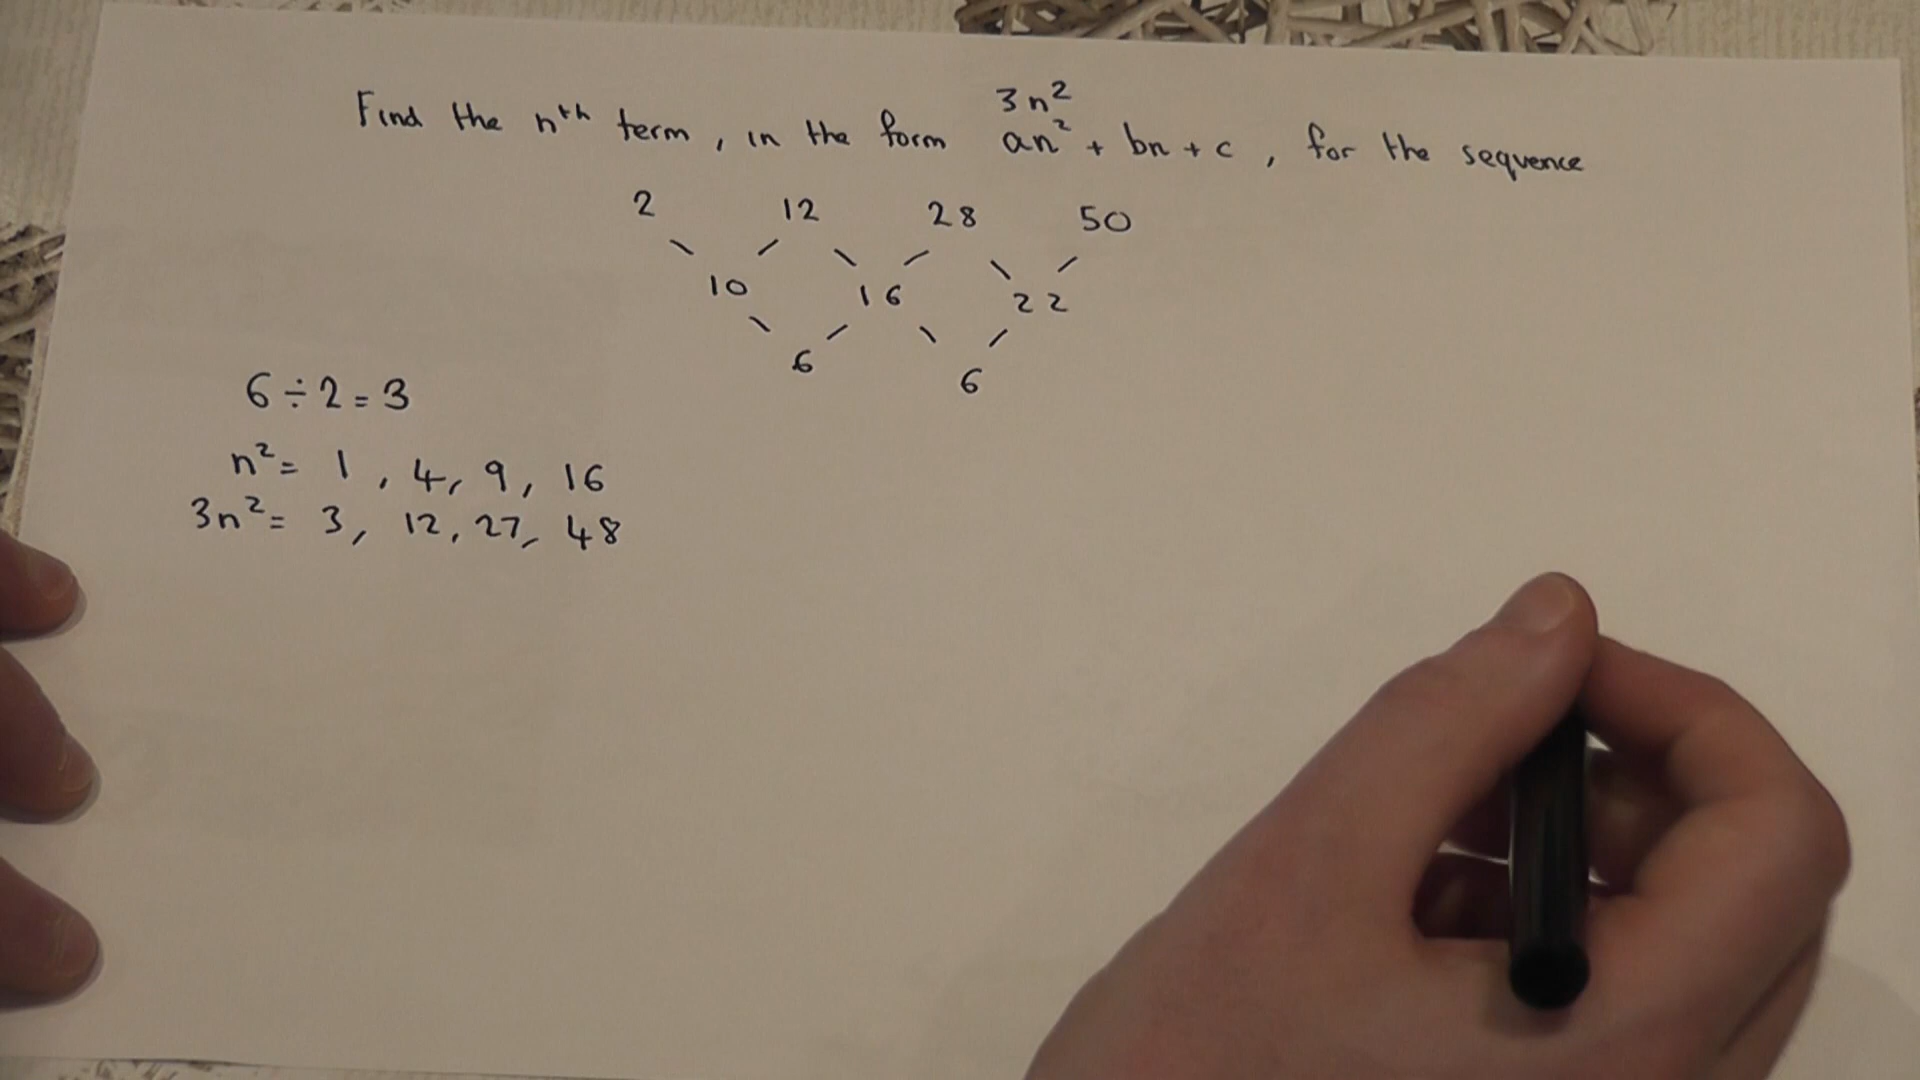 3n²
Find the nᵗʰ term, in the form an² + bn + c, for the sequence
2 12 28 50
10 16 22
6 6
6 ÷ 2 = 3
n² = 1, 4, 9, 16
3n² = 3, 12, 27, 48